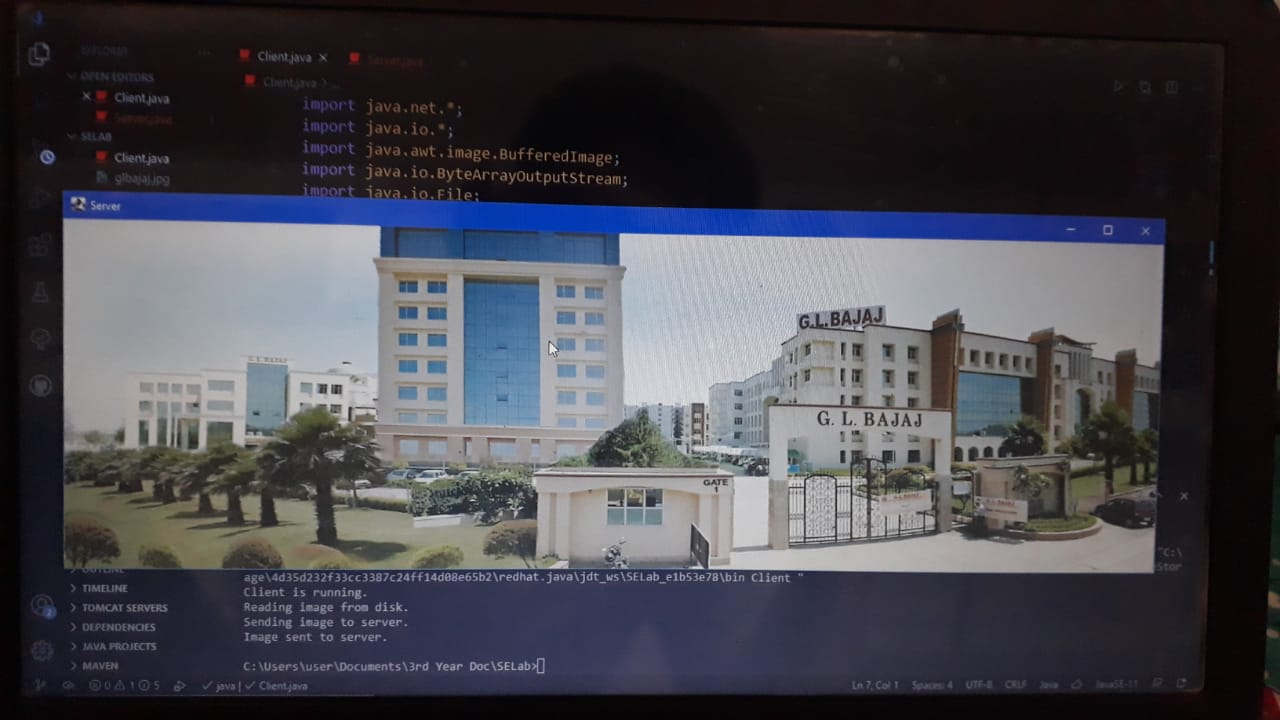 EXPLORER
OPEN EDITORS
Client.java
Server.java
SELAB
Client.java
glbajaj.jpg
Client.java
Server.java
Client.java
import java.net.*;
import java.io.*;
import java.awt.image.BufferedImage;
import java.io.ByteArrayOutputStream;
import java.io.File;
Server
G. L. BAJAJ
G.L.BAJAJ
G. L. BAJAJ
GATE
1
"C:\
Stor
OUTLINE
TIMELINE
TOMCAT SERVERS
DEPENDENCIES
JAVA PROJECTS
MAVEN
age\4d35d232f33cc3387c24ff14d08e65b2\redhat.java\jdt_ws\SELab_e1b53e78\bin Client "
Client is running.
Reading image from disk.
Sending image to server.
Image sent to server.
C:\Users\user\Documents\3rd Year Doc\SELab>
0 1 5 java | Client.java Ln 7, Col 1 Spaces: 4 UTF-8 CRLF Java JavaSE-11